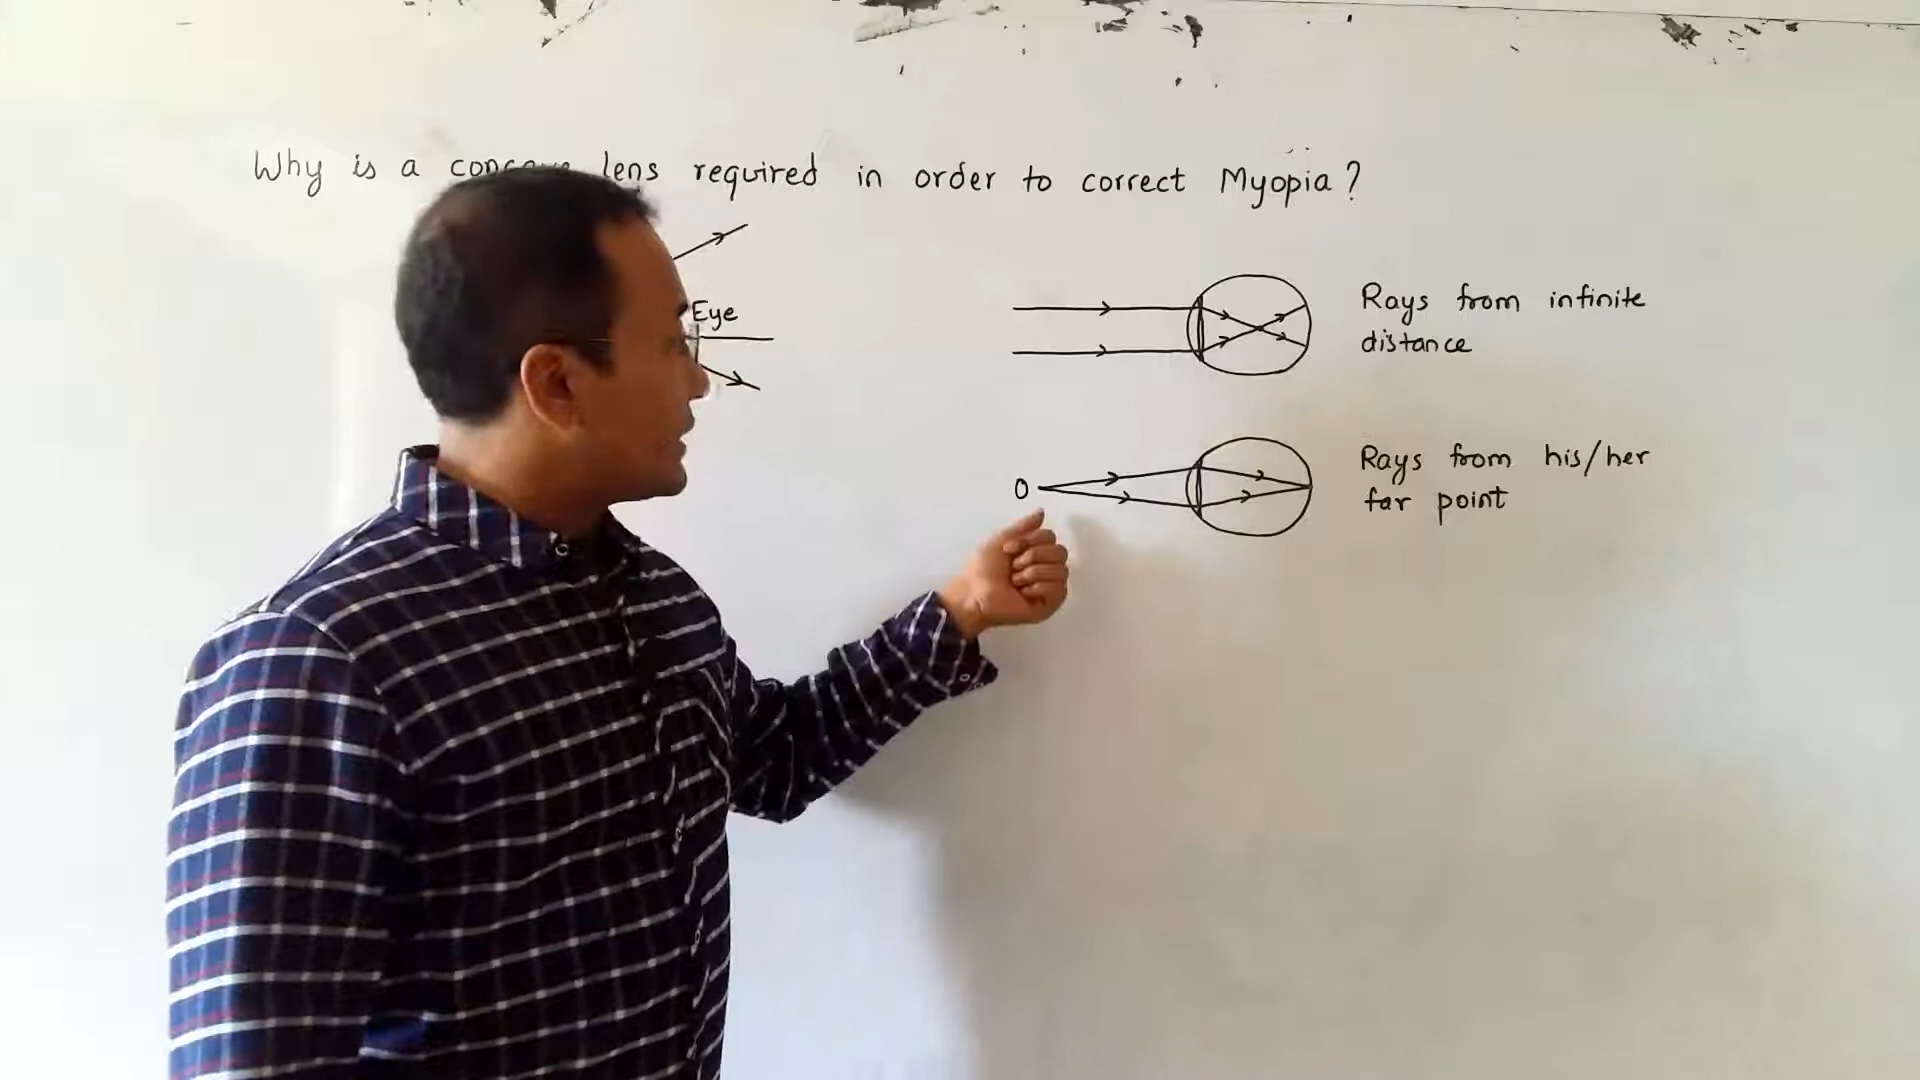 Why is a concave lens required in order to correct Myopia?
Eye
Rays from infinite
distance
O
Rays from his/her
far point